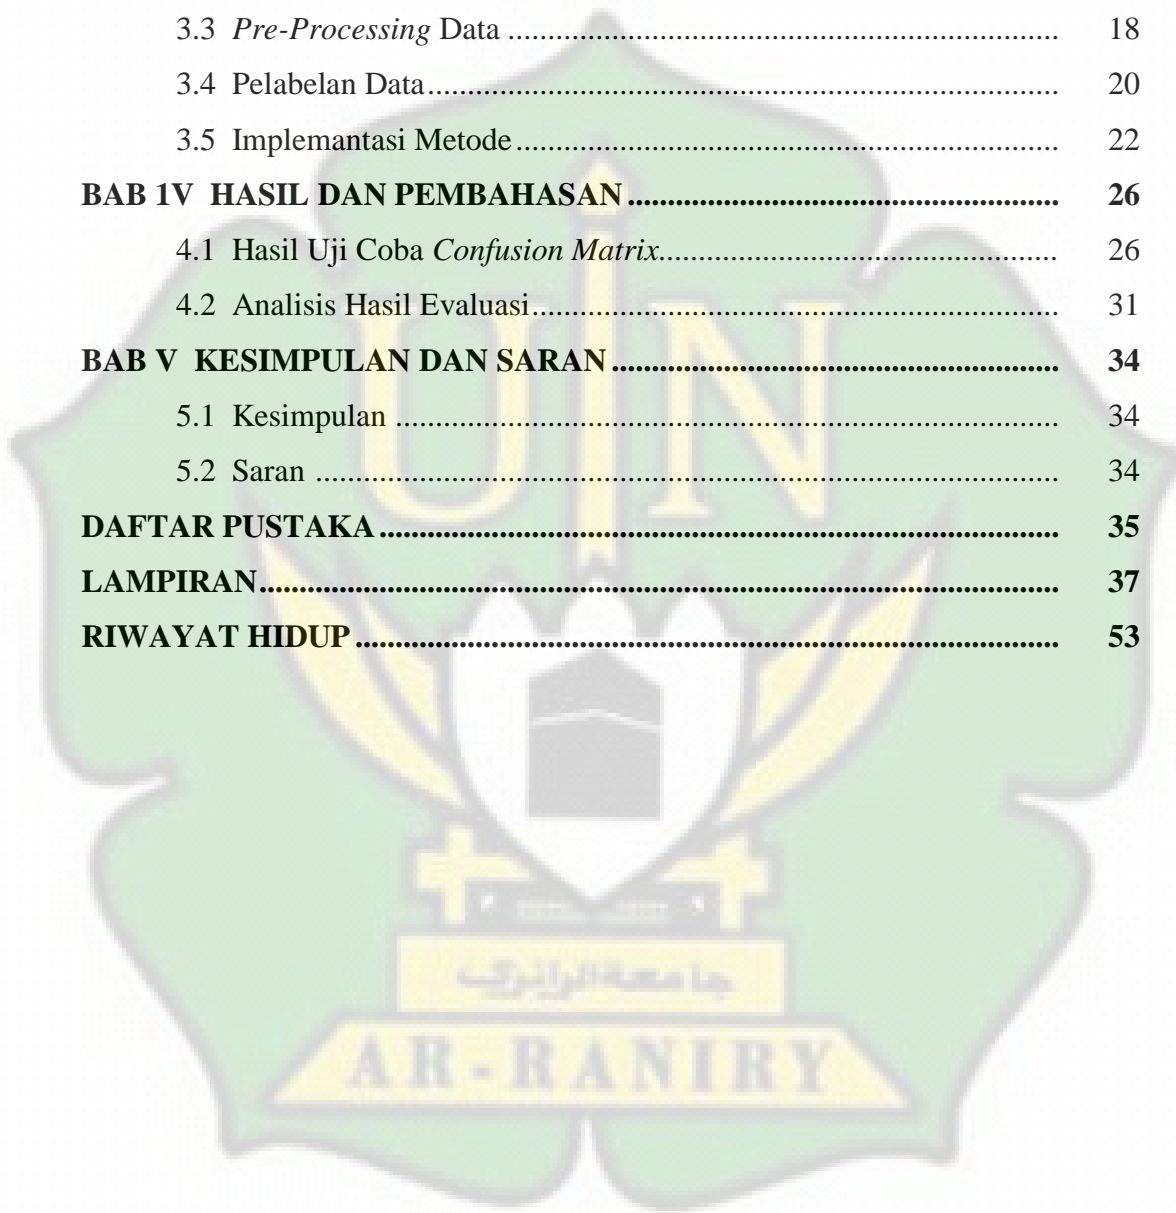 3.3 Pre-Processing Data ..................................................................... 18
3.4 Pelabelan Data............................................................................... 20
3.5 Implemantasi Metode.................................................................... 22
BAB 1V HASIL DAN PEMBAHASAN...................................................... 26
4.1 Hasil Uji Coba Confusion Matrix.................................................. 26
4.2 Analisis Hasil Evaluasi.................................................................. 31
BAB V KESIMPULAN DAN SARAN ........................................................ 34
5.1 Kesimpulan ................................................................................... 34
5.2 Saran ............................................................................................. 34
DAFTAR PUSTAKA ..................................................................................... 35
LAMPIRAN.................................................................................................... 37
RIWAYAT HIDUP ........................................................................................ 53
UIN
جامعة الرانري
AR-RANIRY